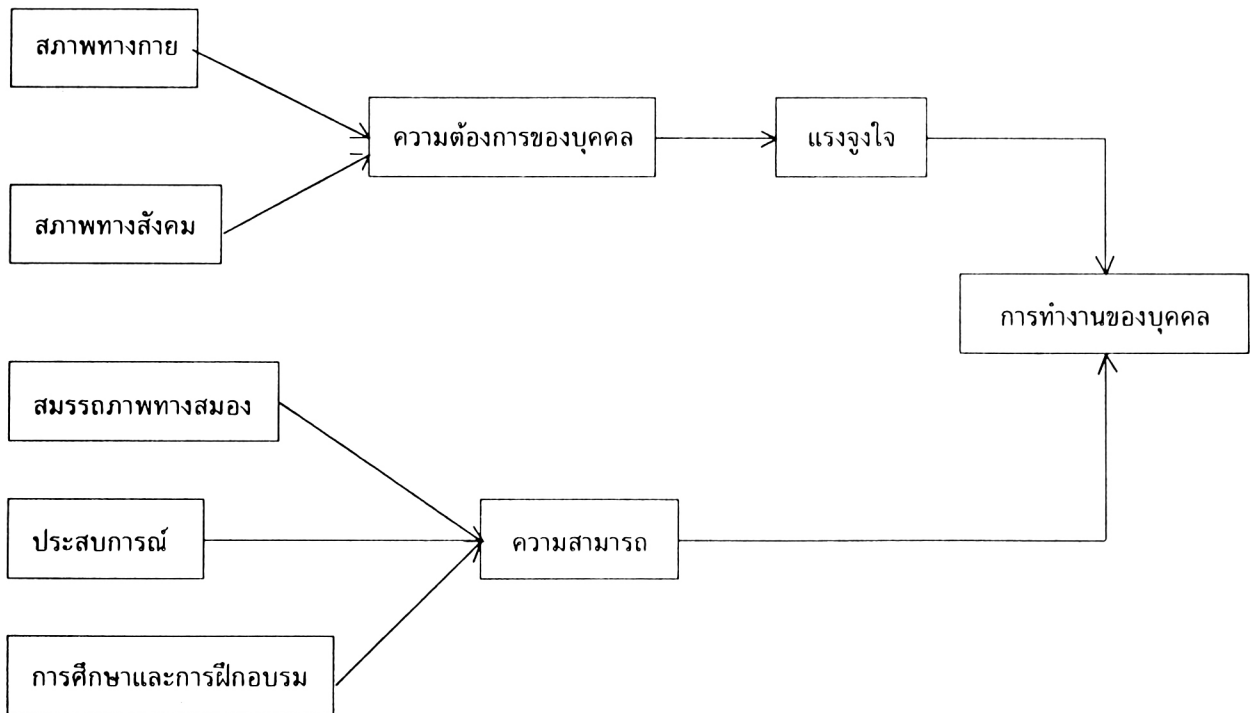 สภาพทางกาย
ความต้องการของบุคคล
แรงจูงใจ
สภาพทางสังคม
การทำงานของบุคคล
สมรรถภาพทางสมอง
ประสบการณ์
ความสามารถ
การศึกษาและการฝึกอบรม